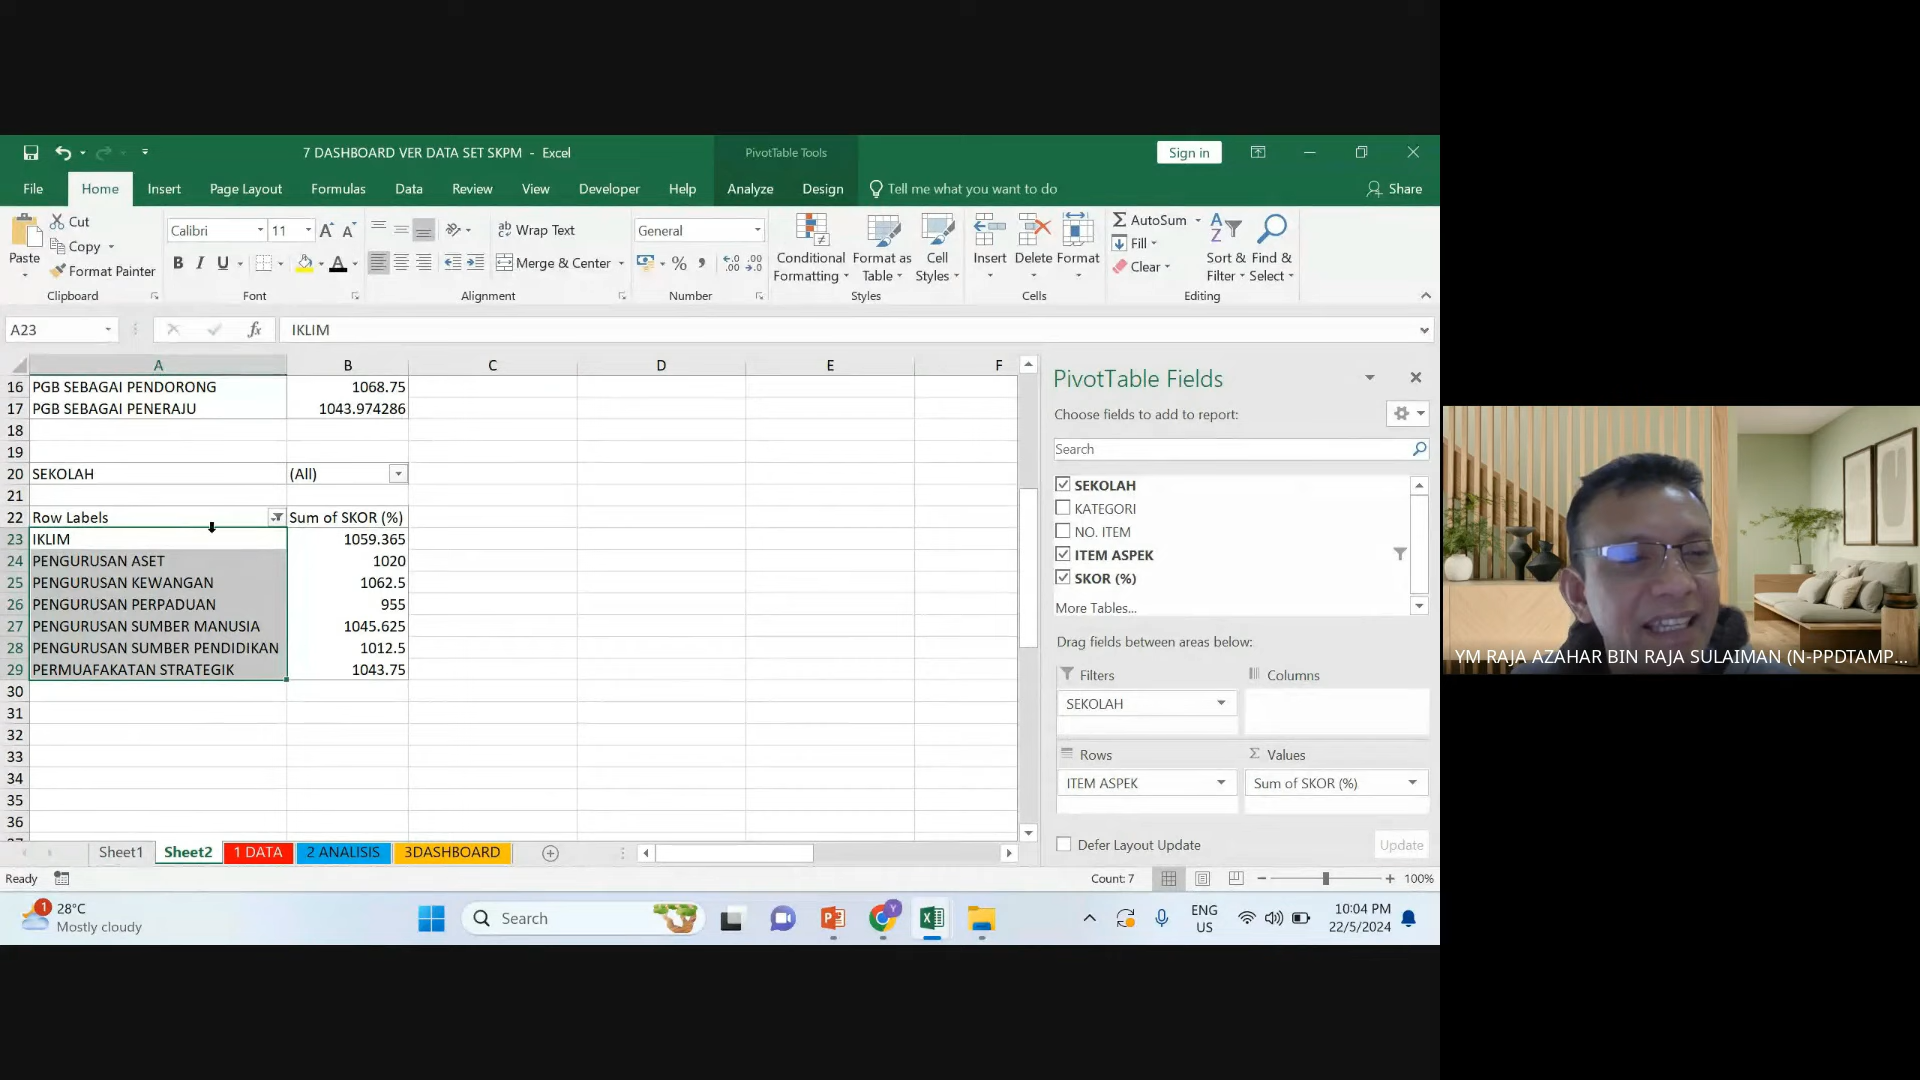 7 DASHBOARD VER DATA SET SKPM - Excel
PivotTable Tools
Sign in
File Home Insert Page Layout Formulas Data Review View Developer Help Analyze Design Tell me what you want to do Share
Paste
Cut
Copy
Format Painter
Calibri 11
B I U
Wrap Text
Merge & Center
General
Conditional Formatting
Format as Table
Cell Styles
Insert Delete Format
AutoSum
Fill
Clear
Sort & Filter
Find & Select
Clipboard Font Alignment Number Styles Cells Editing
A23 fx IKLIM
A B C D E F
16 PGB SEBAGAI PENDORONG 1068.75
17 PGB SEBAGAI PENERAJU 1043.974286
18
19
20 SEKOLAH (All)
21
22 Row Labels Sum of SKOR (%)
23 IKLIM 1059.365
24 PENGURUSAN ASET 1020
25 PENGURUSAN KEWANGAN 1062.5
26 PENGURUSAN PERPADUAN 955
27 PENGURUSAN SUMBER MANUSIA 1045.625
28 PENGURUSAN SUMBER PENDIDIKAN 1012.5
29 PERMUAFAKATAN STRATEGIK 1043.75
30
31
32
33
34
35
36
PivotTable Fields
Choose fields to add to report:
Search
SEKOLAH
KATEGORI
NO. ITEM
ITEM ASPEK
SKOR (%)
More Tables...
Drag fields between areas below:
Filters Columns
SEKOLAH
Rows Values
ITEM ASPEK Sum of SKOR (%)
Defer Layout Update Update
Sheet1 Sheet2 1 DATA 2 ANALISIS 3DASHBOARD
Ready Count: 7 100%
1
28°C
Mostly cloudy
Search
ENG
US
10:04 PM
22/5/2024
YM RAJA AZAHAR BIN RAJA SULAIMAN (N-PPDTAMP...